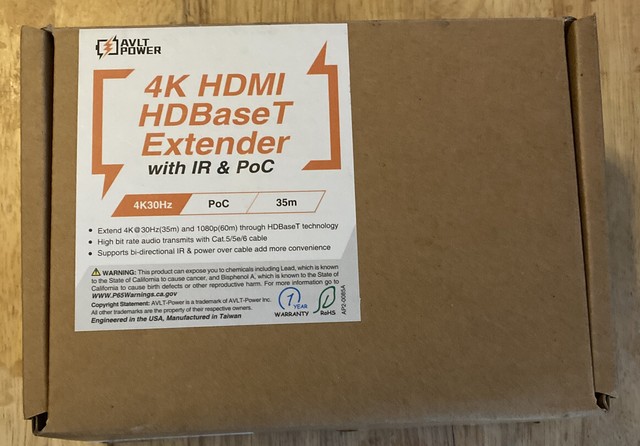 AVLT
POWER
4K HDMI
HDBaseT
Extender
with IR & PoC
4K30Hz PoC 35m
• Extend 4K@30Hz(35m) and 1080p(60m) through HDBaseT technology
• High bit rate audio transmits with Cat.5/5e/6 cable
• Supports bi-directional IR & power over cable add more convenience
WARNING: This product can expose you to chemicals including Lead, which is known
to the State of California to cause cancer, and Bisphenol A, which is known to the State of
California to cause birth defects or other reproductive harm. For more information go to
WWW.P65Warnings.ca.gov
Copyright Statement: AVLT-Power is a trademark of AVLT-Power Inc.
All other trademarks are the property of their respective owners.
Engineered in the USA, Manufactured in Taiwan
1 YEAR
WARRANTY
RoHS
AP2-0085A